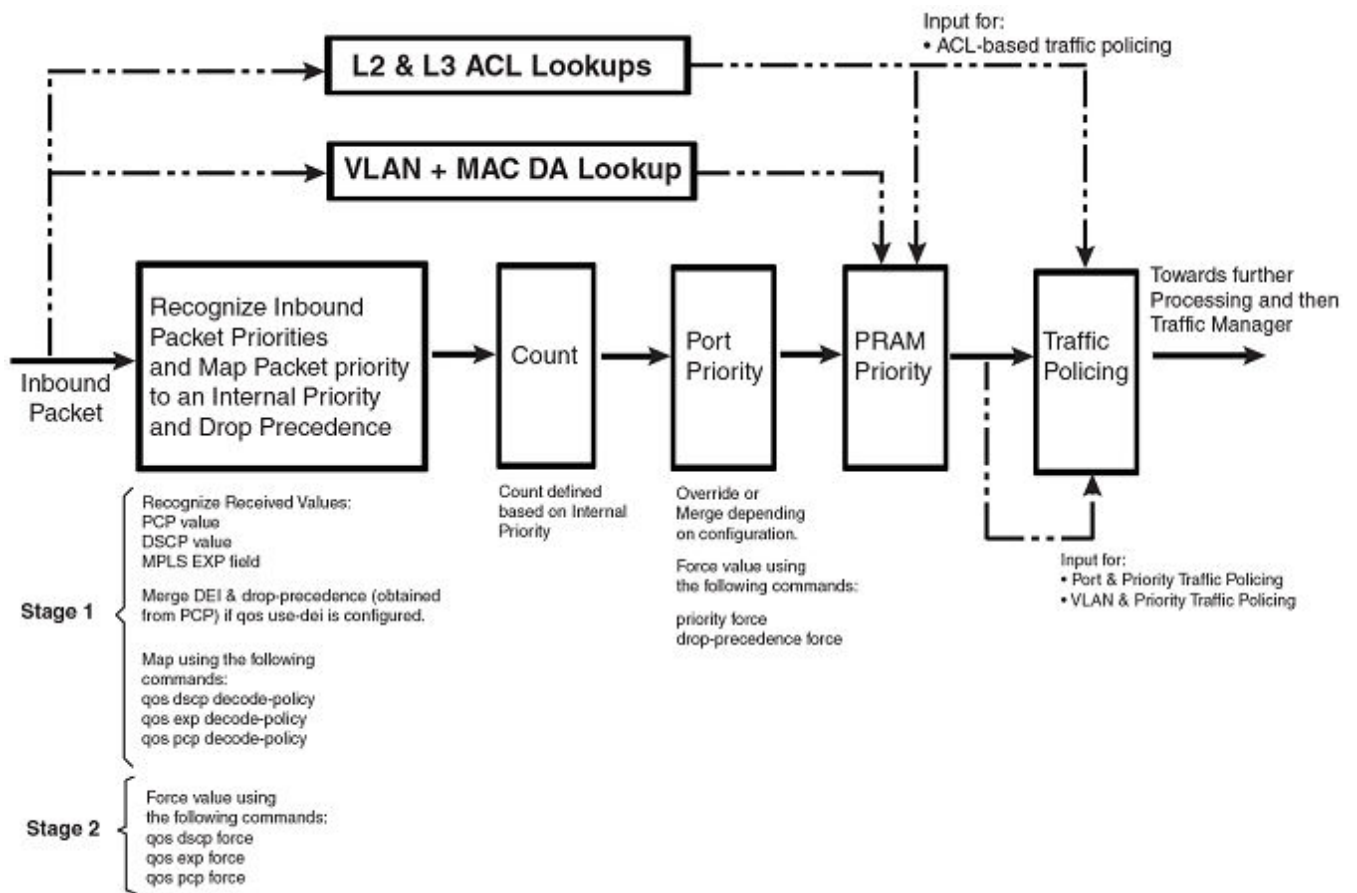 Input for:
• ACL-based traffic policing
L2 & L3 ACL Lookups
VLAN + MAC DA Lookup
Inbound
Packet
Recognize Inbound
Packet Priorities
and Map Packet priority
to an Internal Priority
and Drop Precedence
Count
Port
Priority
PRAM
Priority
Traffic
Policing
Towards further
Processing and then
Traffic Manager
Stage 1
Recognize Received Values:
PCP value
DSCP value
MPLS EXP field
Merge DEI & drop-precedence (obtained
from PCP) if qos use-dei is configured.
Map using the following
commands:
qos dscp decode-policy
qos exp decode-policy
qos pcp decode-policy
Count defined
based on Internal
Priority
Override or
Merge depending
on configuration.
Force value using
the following commands:
priority force
drop-precedence force
Input for:
• Port & Priority Traffic Policing
• VLAN & Priority Traffic Policing
Stage 2
Force value using
the following commands:
qos dscp force
qos exp force
qos pcp force